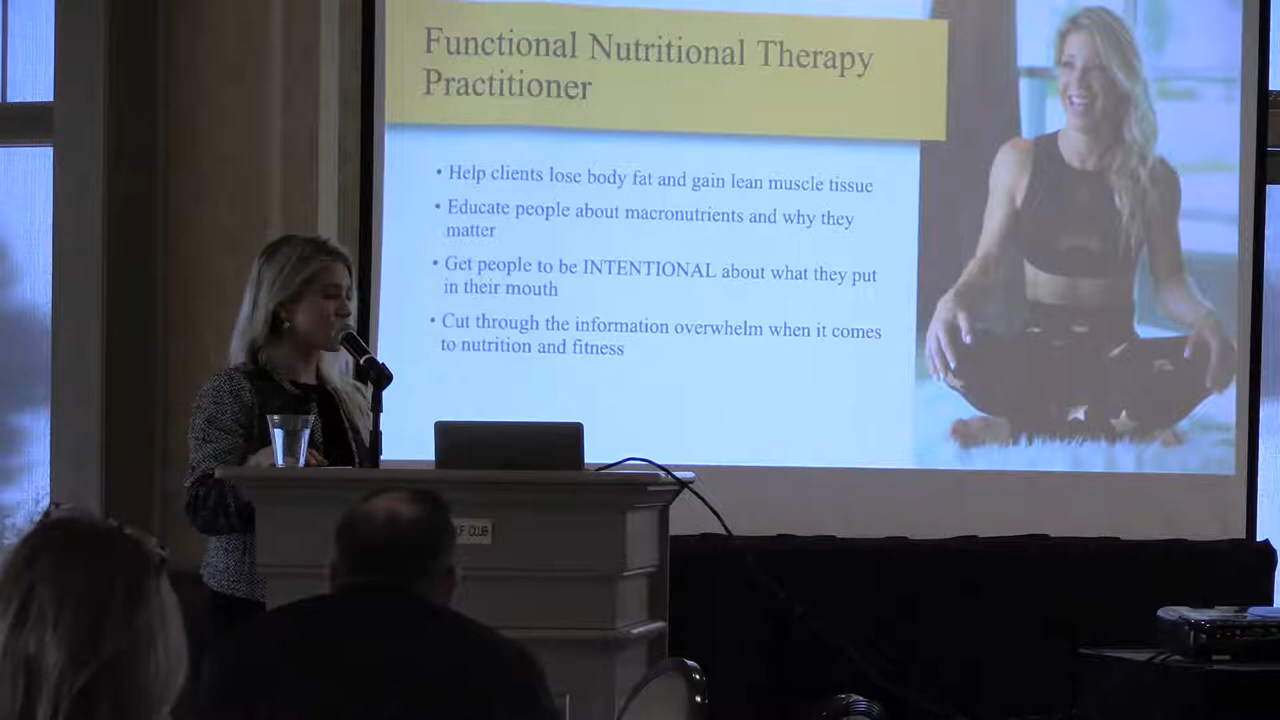 Functional Nutritional Therapy
Practitioner
• Help clients lose body fat and gain lean muscle tissue
• Educate people about macronutrients and why they
matter
• Get people to be INTENTIONAL about what they put
in their mouth
• Cut through the information overwhelm when it comes
to nutrition and fitness
CLUB